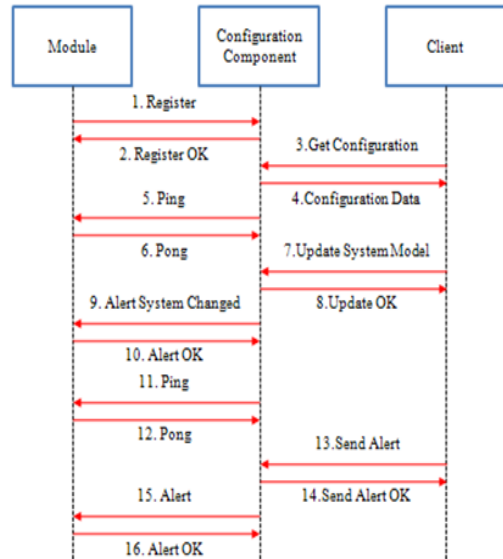 Module
Configuration
Component
Client
1. Register
2. Register OK
3.Get Configuration
4.Configuration Data
5. Ping
6. Pong
7.Update System Model
8.Update OK
9. Alert System Changed
10. Alert OK
11. Ping
12. Pong
13.Send Alert
14.Send Alert OK
15. Alert
16. Alert OK